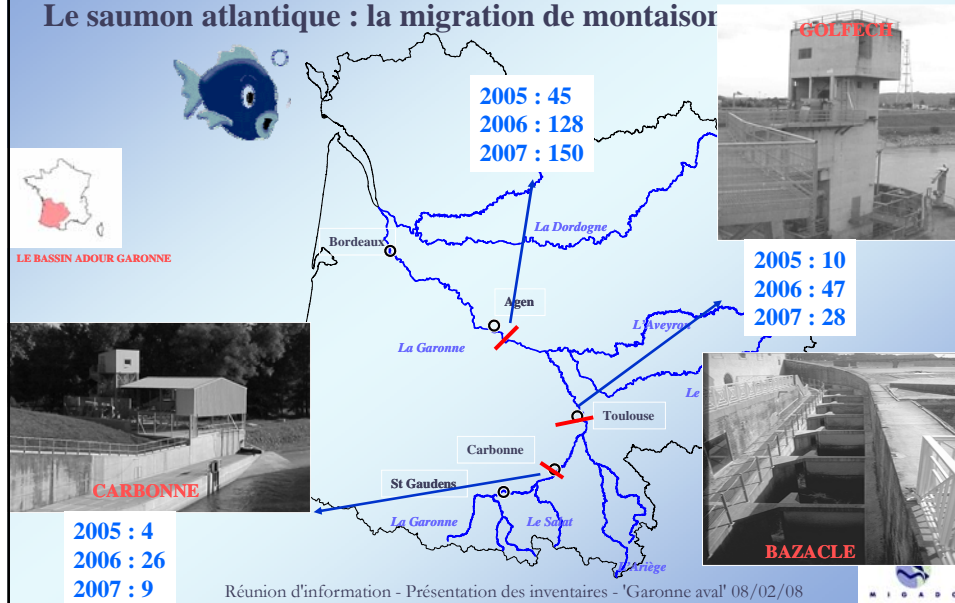 Le saumon atlantique : la migration de montaison
GOLFECH
2005 : 45
2006 : 128
2007 : 150
La Dordogne
Bordeaux
LE BASSIN ADOUR GARONNE
2005 : 10
2006 : 47
2007 : 28
Agen
L'Aveyron
La Garonne
Le
Toulouse
Carbonne
CARBONNE
St Gaudens
La Garonne
Le Salat
BAZACLE
L'Ariège
2005 : 4
2006 : 26
2007 : 9
Réunion d'information - Présentation des inventaires - 'Garonne aval' 08/02/08
MIGADO